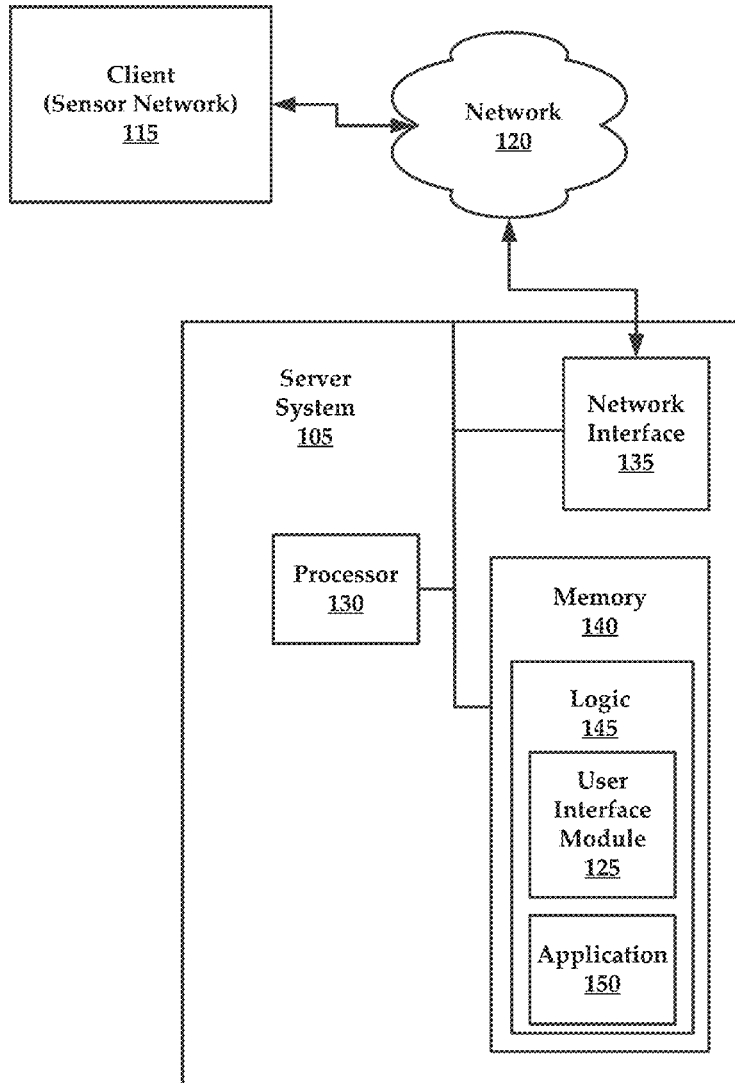 Client
(Sensor Network)
115
Network
120
Server
System
105
Network
Interface
135
Processor
130
Memory
140
Logic
145
User
Interface
Module
125
Application
150